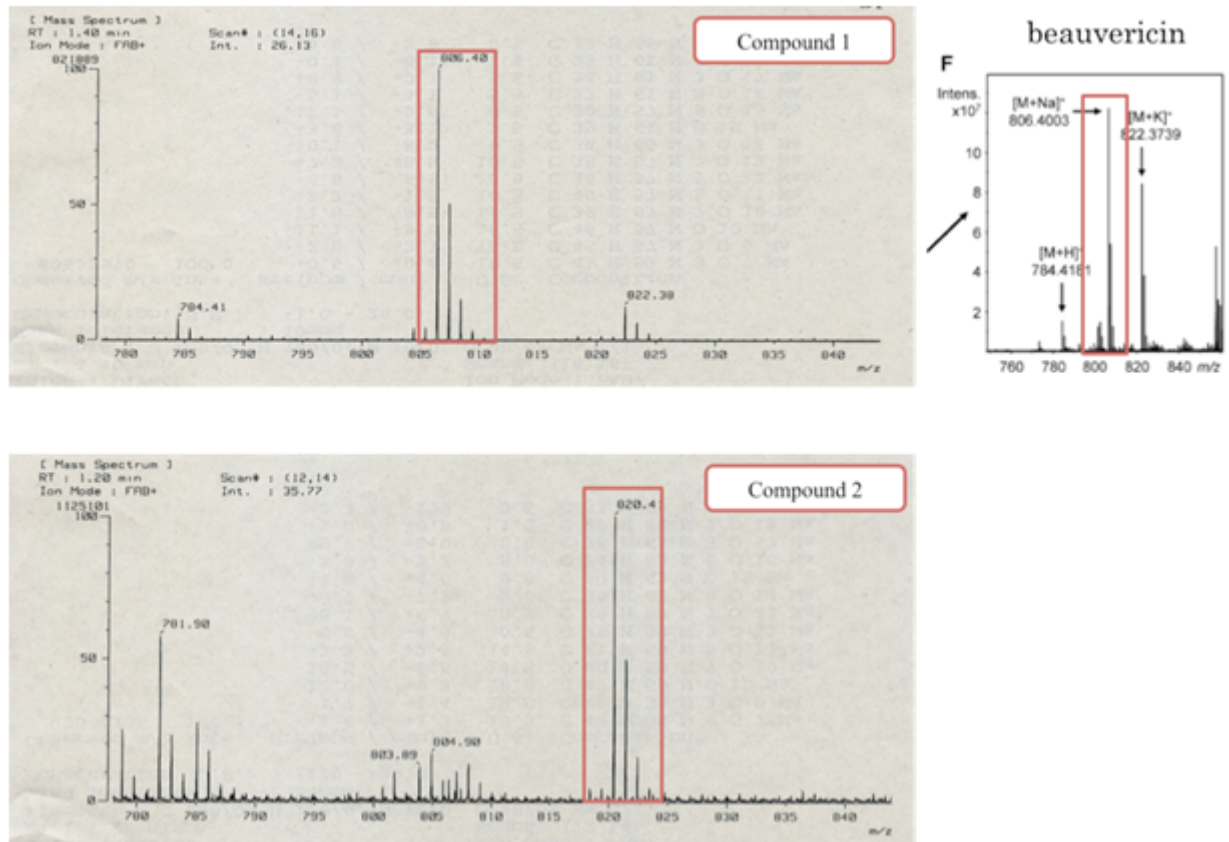 [ Mass Spectrum ]
RT : 1.40 min Scan# : (14,16)
Ion Mode : FAB+ Int. : 26.13
821889
100
806.40
Compound 1
50
784.41
822.38
0
780 785 790 795 800 805 810 815 820 825 830 835 840
m/z
beauvericin
F
Intens.
x10⁷
[M+Na]⁺
806.4003
[M+K]⁺
822.3739
10
8
6
[M+H]⁺
784.4181
4
2
760 780 800 820 840 m/z
[ Mass Spectrum ]
RT : 1.20 min Scan# : (12,14)
Ion Mode : FAB+ Int. : 35.77
1125101
100
820.4
Compound 2
781.90
50
803.89
804.90
0
780 785 790 795 800 805 810 815 820 825 830 835 840
m/z